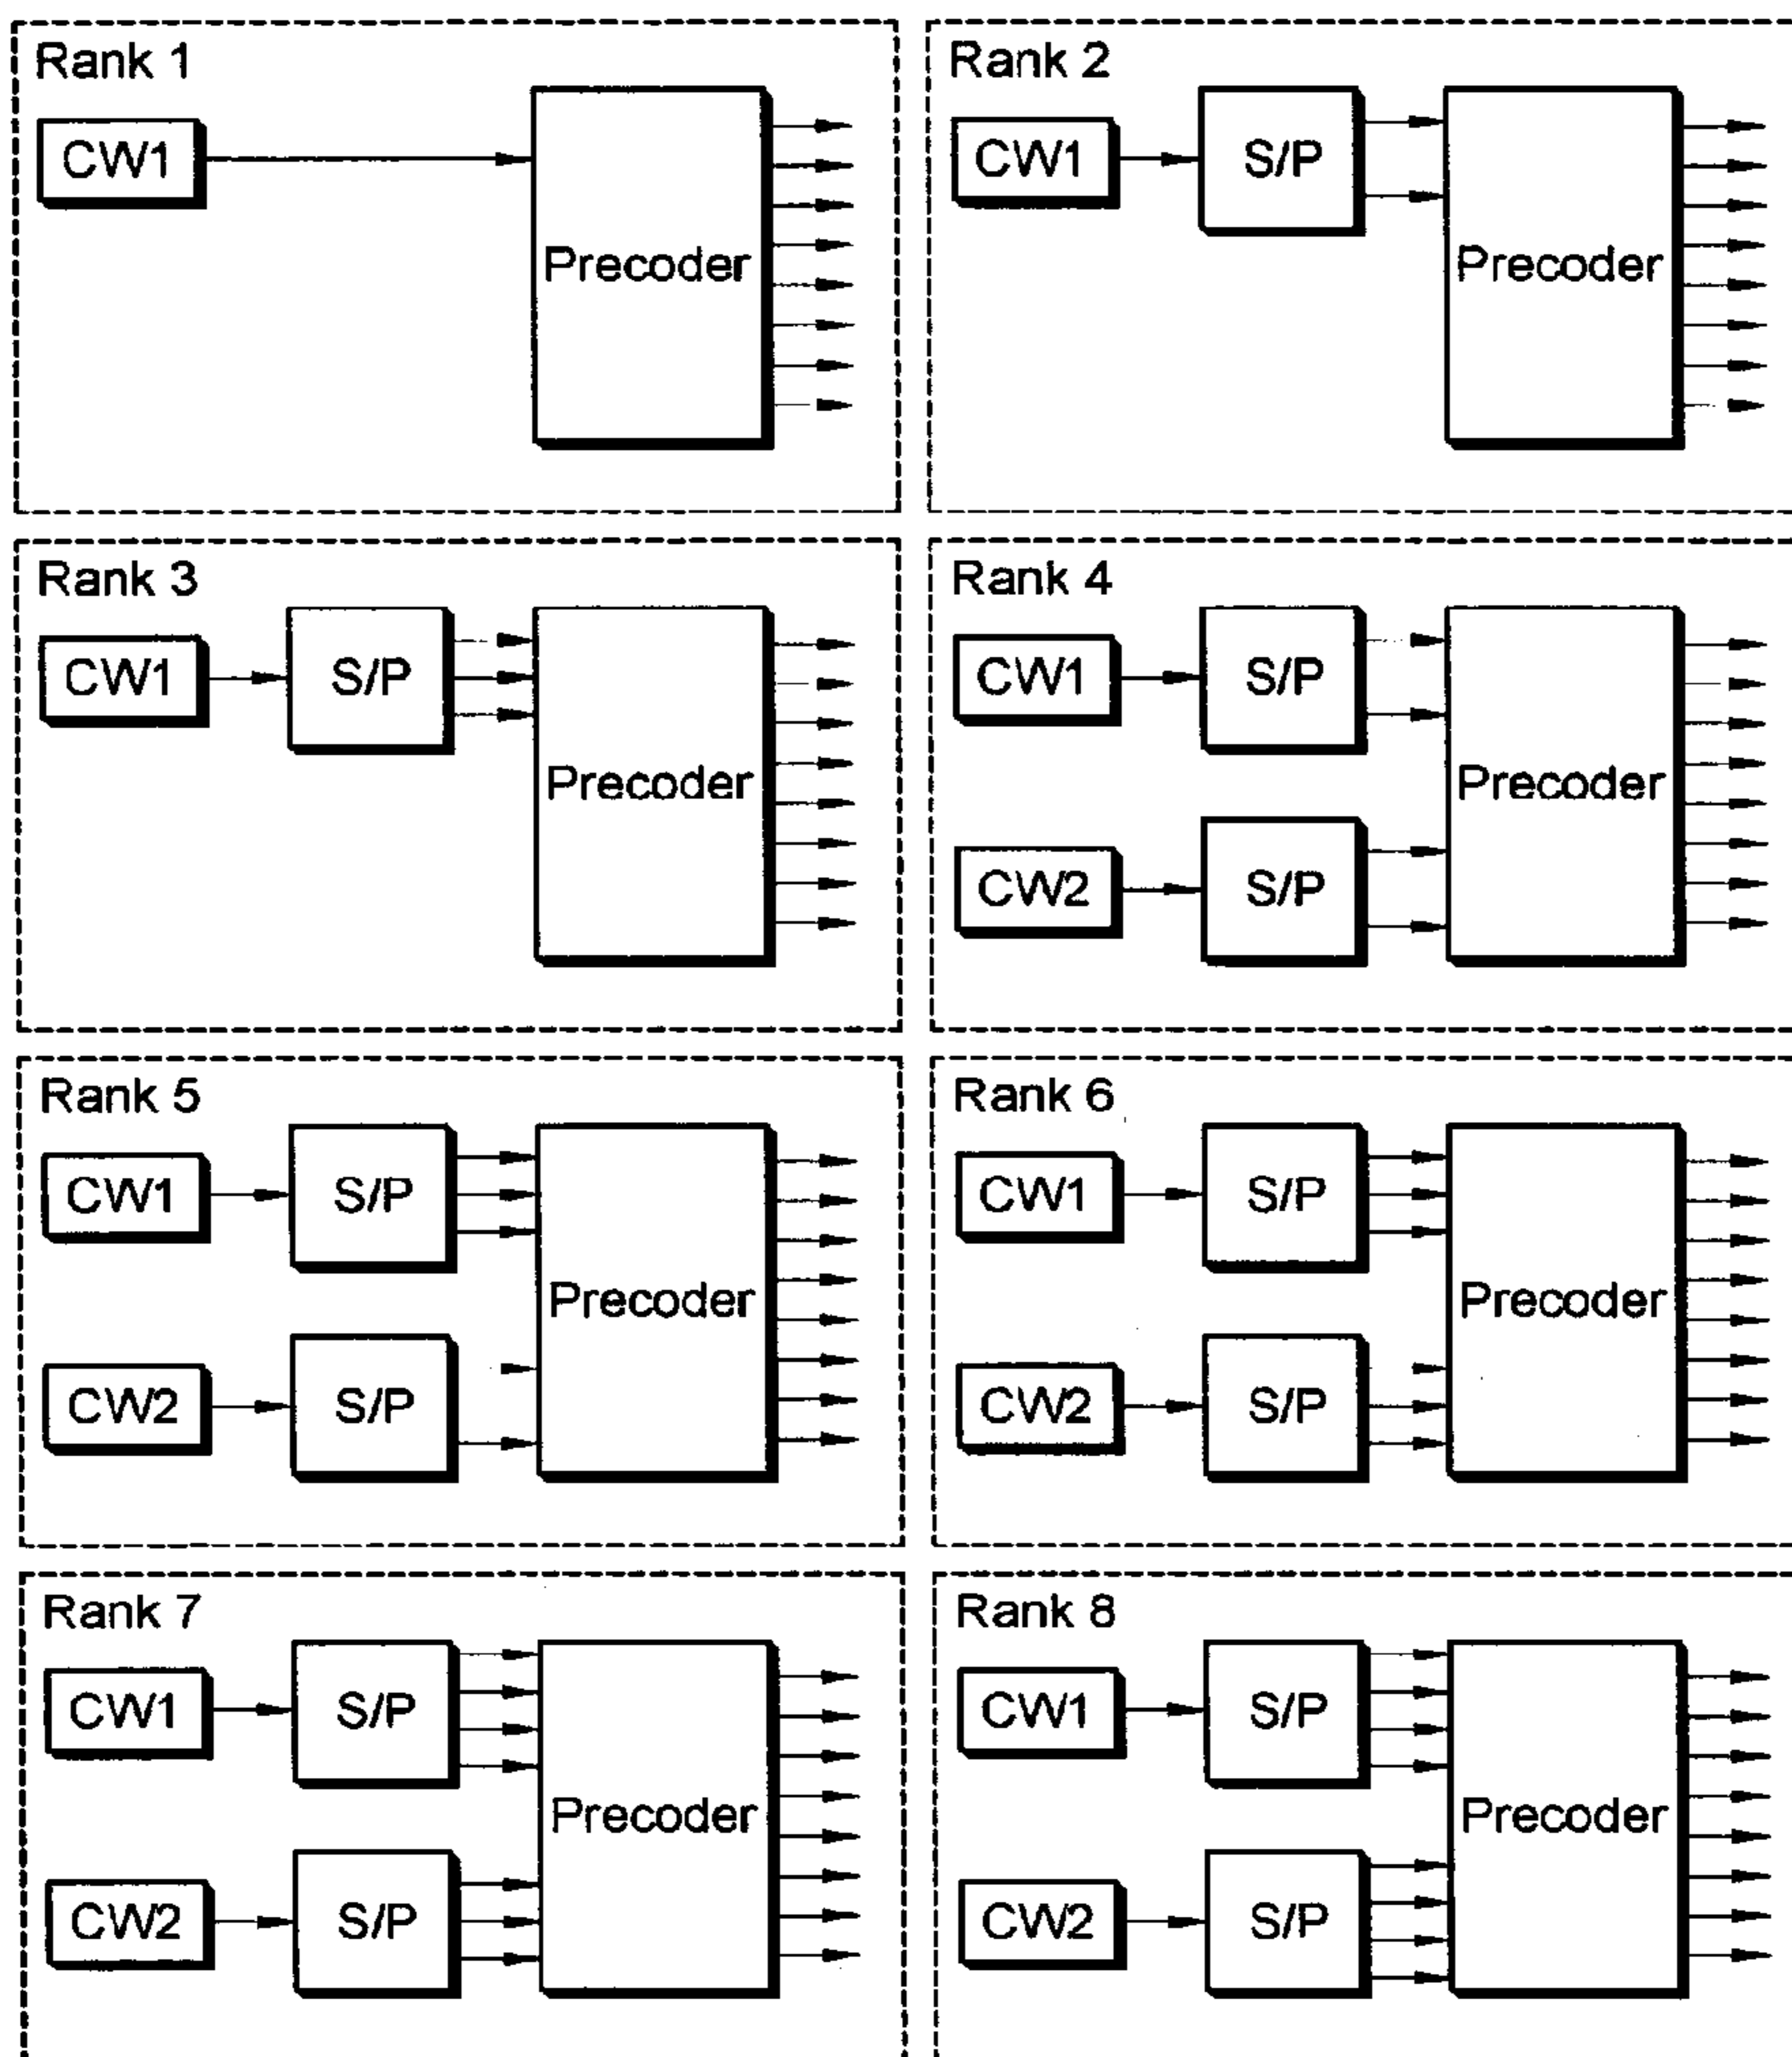 Rank 1
CW1
Precoder
Rank 2
CW1
S/P
Precoder
Rank 3
CW1
S/P
Precoder
Rank 4
CW1
S/P
Precoder
CW2
S/P
Rank 5
CW1
S/P
Precoder
CW2
S/P
Rank 6
CW1
S/P
Precoder
CW2
S/P
Rank 7
CW1
S/P
Precoder
CW2
S/P
Rank 8
CW1
S/P
Precoder
CW2
S/P